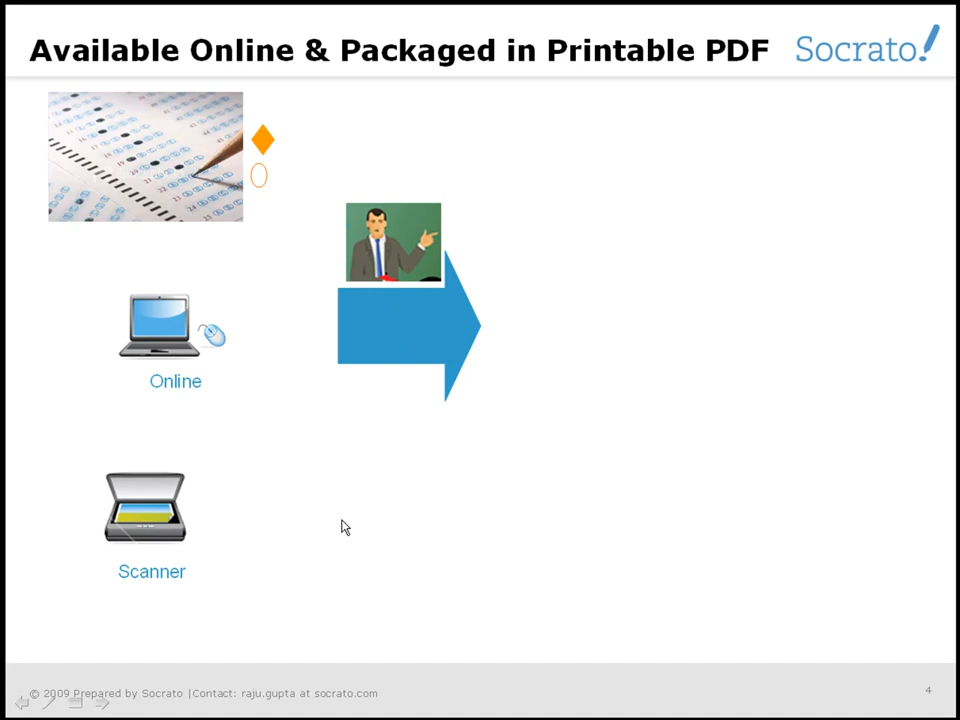 Available Online & Packaged in Printable PDF
Socrato!
Online
Scanner
© 2009 Prepared by Socrato |Contact: raju.gupta at socrato.com
4